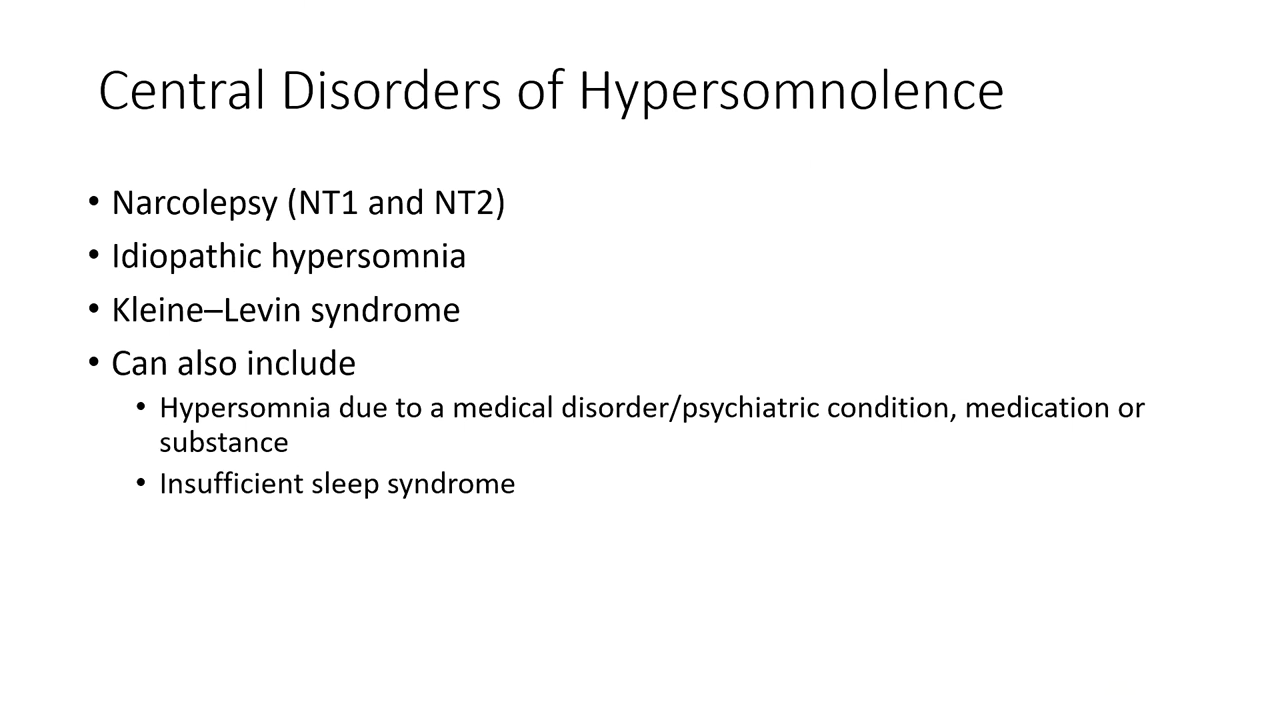 Central Disorders of Hypersomnolence
• Narcolepsy (NT1 and NT2)
• Idiopathic hypersomnia
• Kleine–Levin syndrome
• Can also include
• Hypersomnia due to a medical disorder/psychiatric condition, medication or
substance
• Insufficient sleep syndrome